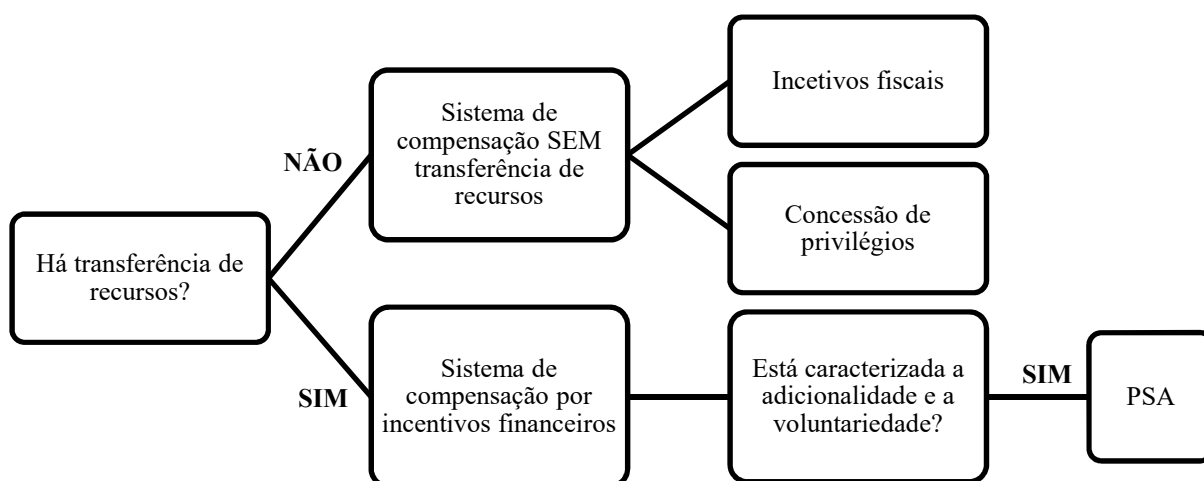 Há transferência de
recursos?
NÃO
Sistema de
compensação SEM
transferência de
recursos
Incetivos fiscais
Concessão de
privilégios
SIM
Sistema de
compensação por
incentivos financeiros
Está caracterizada a
adicionalidade e a
voluntariedade?
SIM
PSA